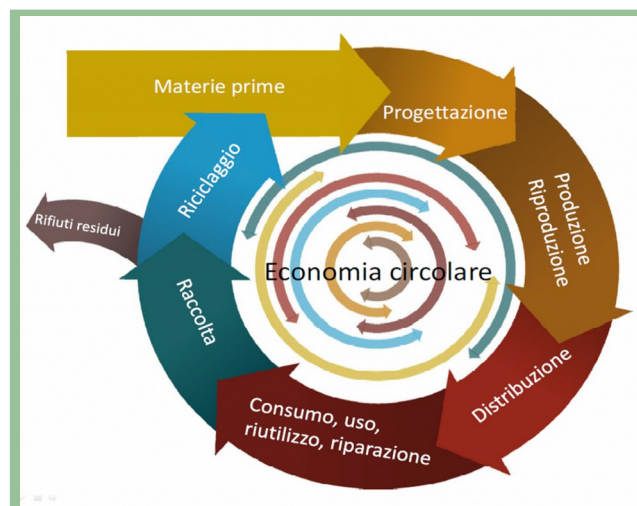 Materie prime
Progettazione
Produzione
Riproduzione
Distribuzione
Consumo, uso,
riutilizzo, riparazione
Raccolta
Riciclaggio
Rifiuti residui
Economia circolare